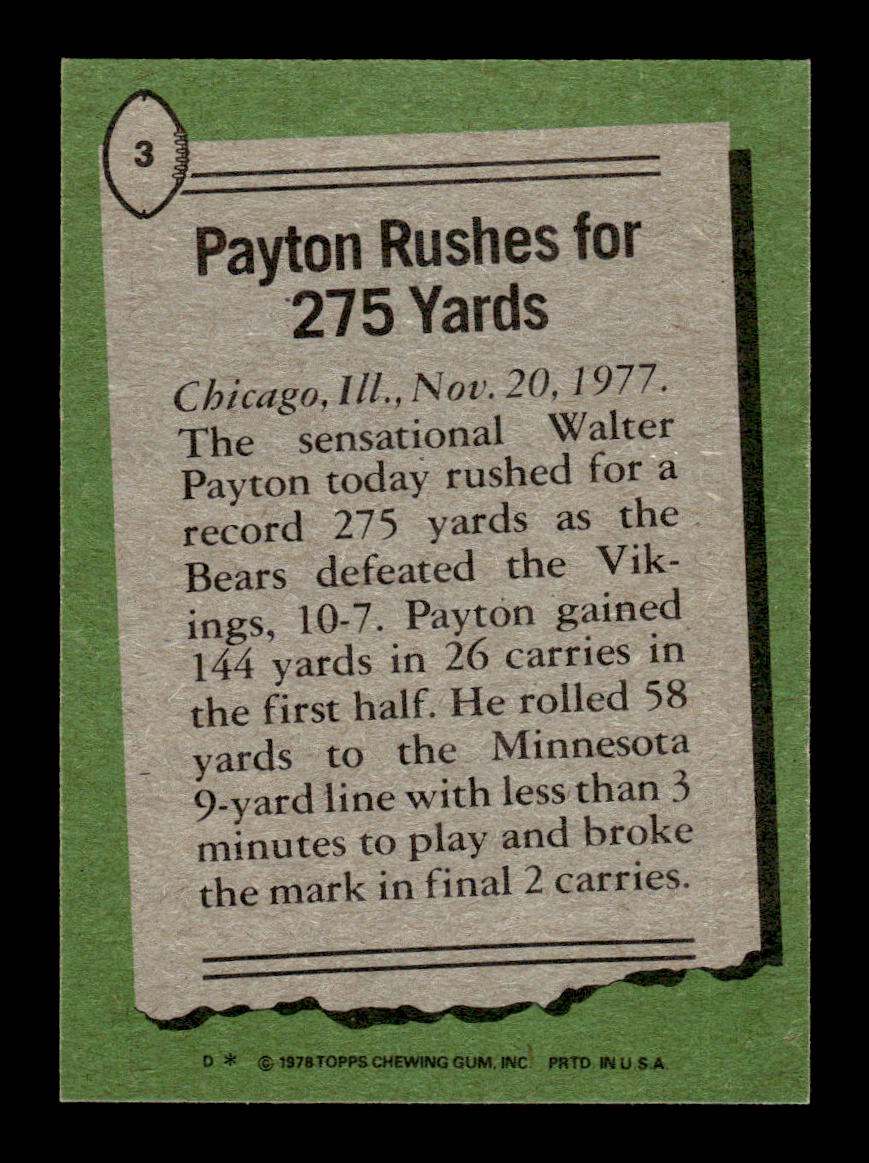 3
Payton Rushes for
275 Yards
Chicago, Ill., Nov. 20, 1977.
The sensational Walter
Payton today rushed for a
record 275 yards as the
Bears defeated the Vik-
ings, 10-7. Payton gained
144 yards in 26 carries in
the first half. He rolled 58
yards to the Minnesota
9-yard line with less than 3
minutes to play and broke
the mark in final 2 carries.
D * © 1978 TOPPS CHEWING GUM, INC. PRTD. IN U.S.A.